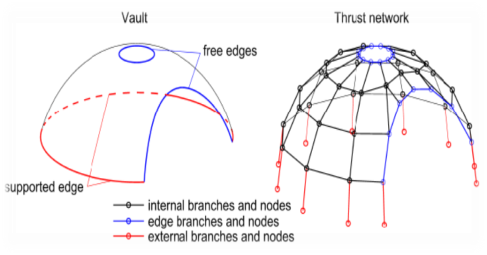 Vault
Thrust network
free edges
supported edge
internal branches and nodes
edge branches and nodes
external branches and nodes